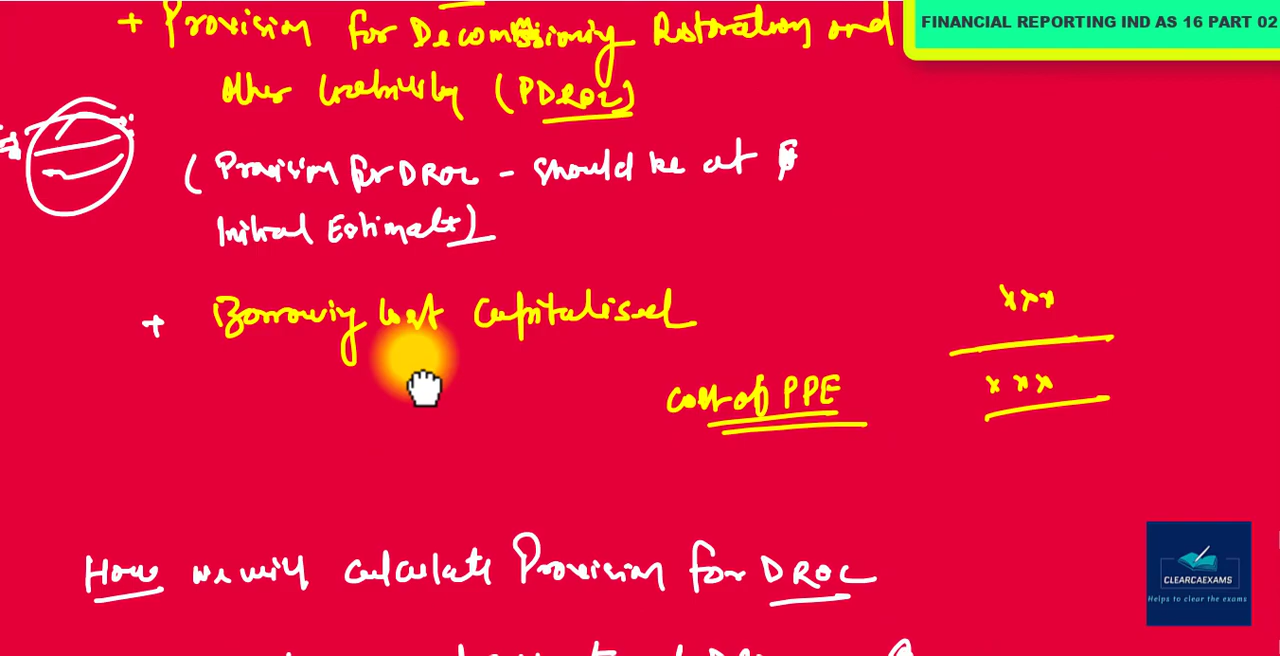 FINANCIAL REPORTING IND AS 16 PART 02
+ Provision for Decommissioning Restoration and
other Liability (PDROL)
(Provision for DROL - should be at
Initial Estimate)
+ Borrowing cost Capitalised xxx
cost of PPE xxx
How we will calculate Provision for DROL
CLEARCAEXAMS
Helps to clear the exams